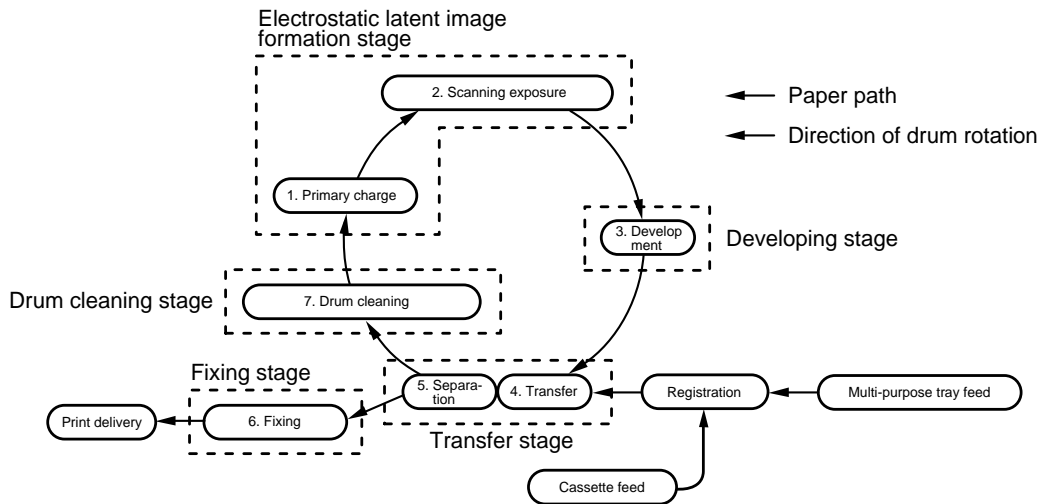 Electrostatic latent image
formation stage
2. Scanning exposure
Paper path
Direction of drum rotation
1. Primary charge
3. Develop
ment
Developing stage
Drum cleaning stage
7. Drum cleaning
Fixing stage
5. Separa-
tion
4. Transfer
Registration
Multi-purpose tray feed
Print delivery
6. Fixing
Transfer stage
Cassette feed